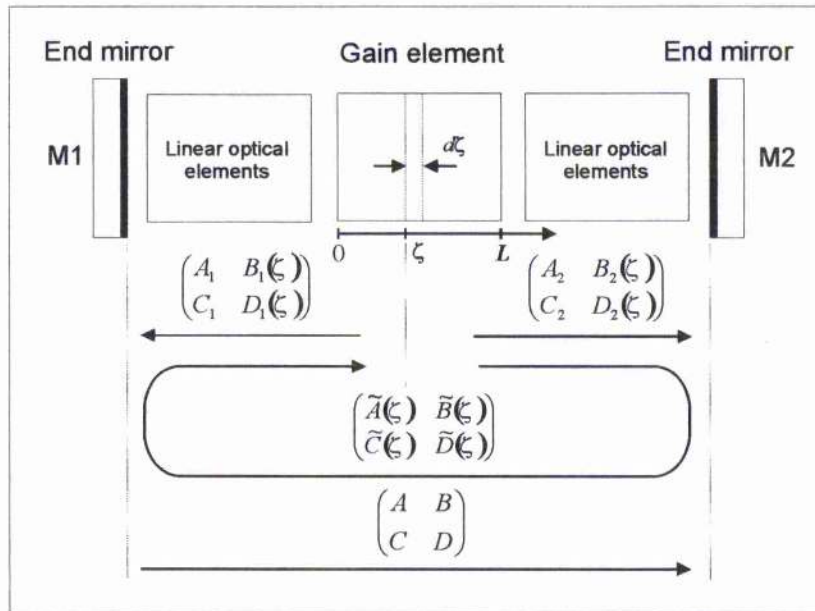 End mirror Gain element End mirror
M1 Linear optical elements dζ Linear optical elements M2
0 ζ L
(A₁ B₁(ζ) C₁ D₁(ζ)) (A₂ B₂(ζ) C₂ D₂(ζ))
(Ã(ζ) B̃(ζ) C̃(ζ) D̃(ζ))
(A B C D)